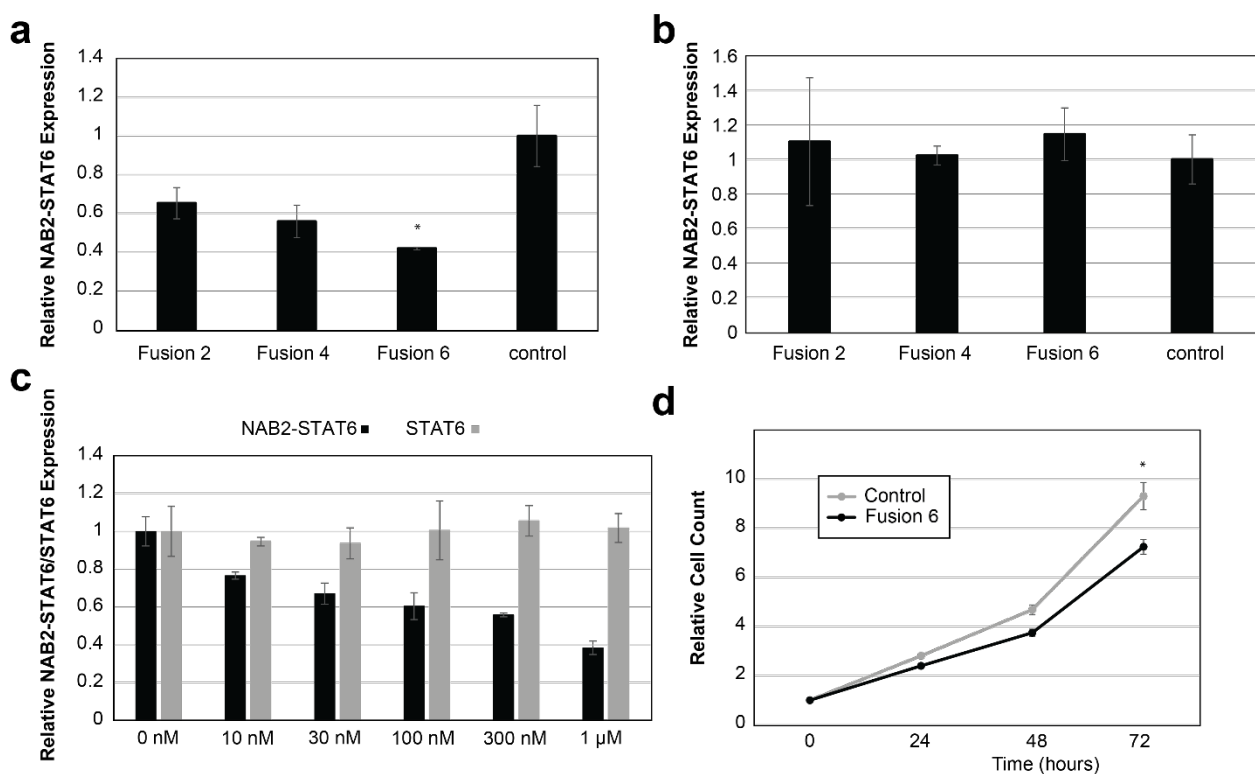 a
Relative NAB2-STAT6 Expression
1.4
1.2
1
0.8
0.6
0.4
0.2
0
*
Fusion 2 Fusion 4 Fusion 6 control
b
Relative NAB2-STAT6 Expression
1.6
1.4
1.2
1
0.8
0.6
0.4
0.2
0
Fusion 2 Fusion 4 Fusion 6 control
c
NAB2-STAT6 STAT6
Relative NAB2-STAT6/STAT6 Expression
1.4
1.2
1
0.8
0.6
0.4
0.2
0
0 nM 10 nM 30 nM 100 nM 300 nM 1 µM
d
Relative Cell Count
10
8
6
4
2
0
Control
Fusion 6
*
0 24 48 72
Time (hours)